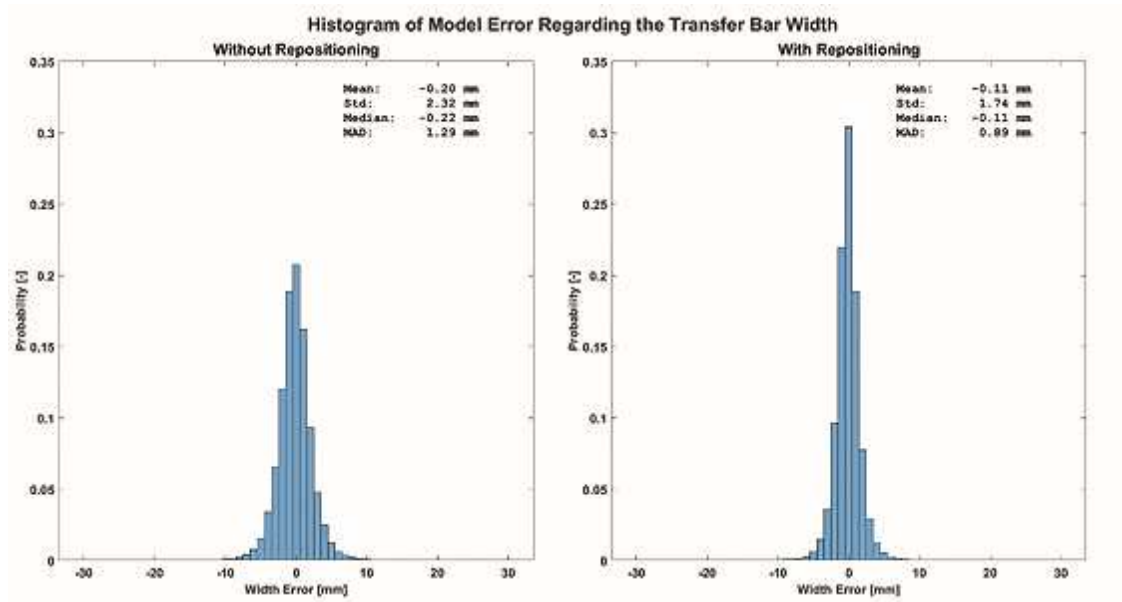 Histogram of Model Error Regarding the Transfer Bar Width
Without Repositioning
0.35
0.3
0.25
0.2
0.15
0.1
0.05
0
Probability [-]
Mean: -0.20 mm
Std: 2.32 mm
Median: -0.22 mm
MAD: 1.29 mm
-30 -20 -10 0 10 20 30
Width Error [mm]
With Repositioning
0.35
0.3
0.25
0.2
0.15
0.1
0.05
0
Probability [-]
Mean: -0.11 mm
Std: 1.74 mm
Median: -0.11 mm
MAD: 0.89 mm
-30 -20 -10 0 10 20 30
Width Error [mm]